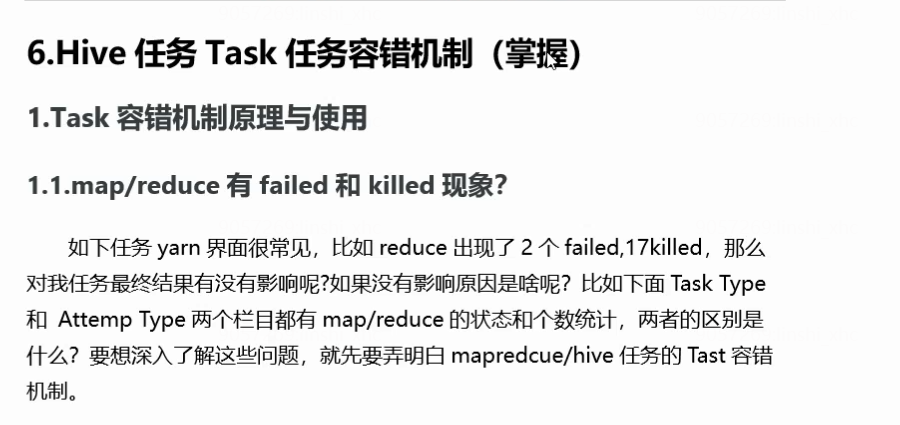 6.Hive 任务 Task 任务容错机制（掌握）
1.Task 容错机制原理与使用
1.1.map/reduce 有 failed 和 killed 现象？
如下任务 yarn 界面很常见，比如 reduce 出现了 2 个 failed,17killed，那么
对我任务最终结果有没有影响呢?如果没有影响原因是啥呢？比如下面 Task Type
和 Attemp Type 两个栏目都有 map/reduce 的状态和个数统计，两者的区别是
什么？要想深入了解这些问题，就先要弄明白 mapredcue/hive 任务的 Tast 容错
机制。